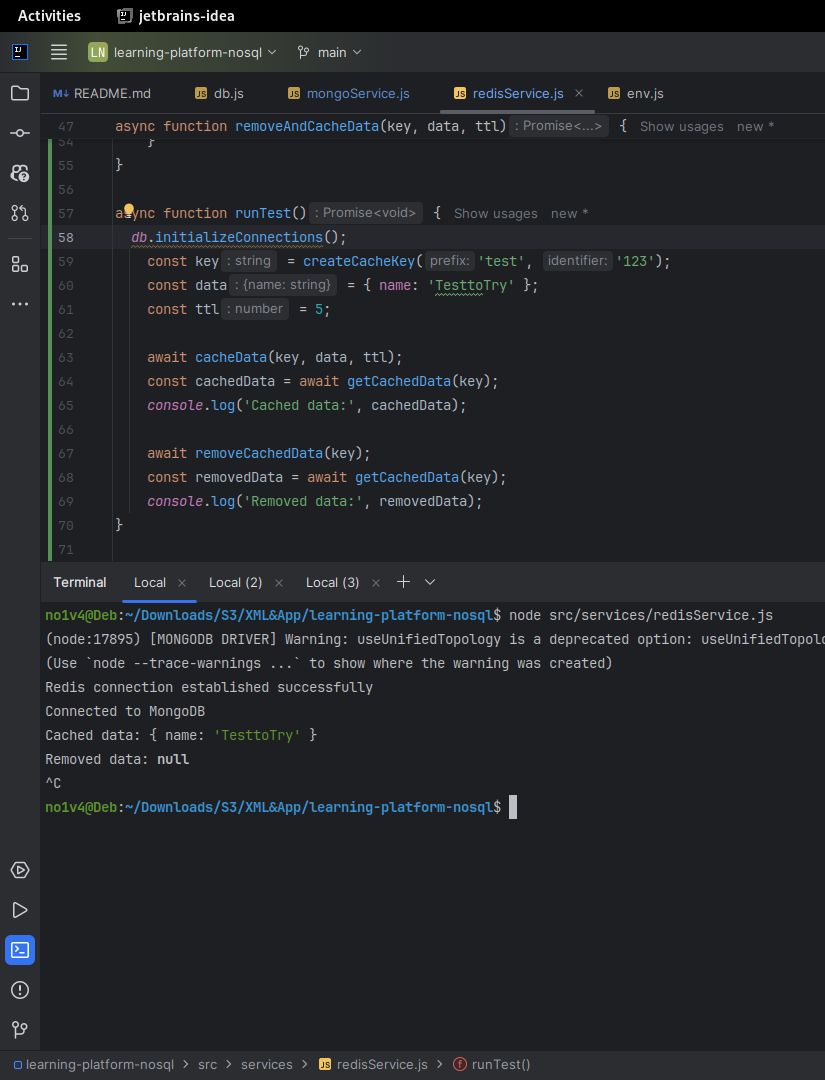 Activities jetbrains-idea
LN learning-platform-nosql main
README.md db.js mongoService.js redisService.js env.js
47 async function removeAndCacheData(key, data, ttl) : Promise<...> { Show usages new *
54 }
55 }
56
57 async function runTest() : Promise<void> { Show usages new *
58 db.initializeConnections();
59 const key : string = createCacheKey( prefix: 'test', identifier: '123');
60 const data : {name: string} = { name: 'TesttoTry' };
61 const ttl : number = 5;
62
63 await cacheData(key, data, ttl);
64 const cachedData = await getCachedData(key);
65 console.log('Cached data:', cachedData);
66
67 await removeCachedData(key);
68 const removedData = await getCachedData(key);
69 console.log('Removed data:', removedData);
70 }
71
Terminal Local Local (2) Local (3)
no1v4@Deb:~/Downloads/S3/XML&App/learning-platform-nosql$ node src/services/redisService.js
(node:17895) [MONGODB DRIVER] Warning: useUnifiedTopology is a deprecated option: useUnifiedTopolo
(Use `node --trace-warnings ...` to show where the warning was created)
Redis connection established successfully
Connected to MongoDB
Cached data: { name: 'TesttoTry' }
Removed data: null
^C
no1v4@Deb:~/Downloads/S3/XML&App/learning-platform-nosql$
learning-platform-nosql > src > services > redisService.js > runTest()